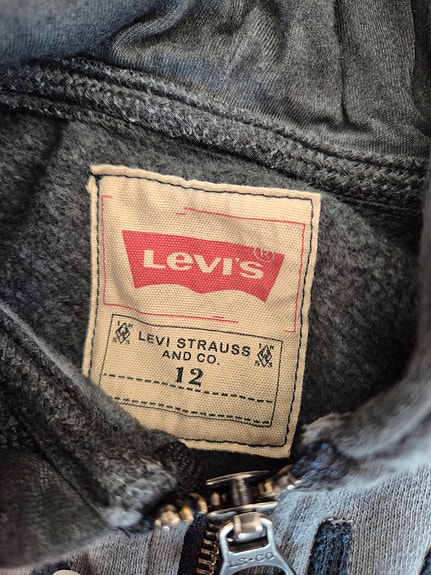 Levi's®
LEVI STRAUSS
AND CO.
12